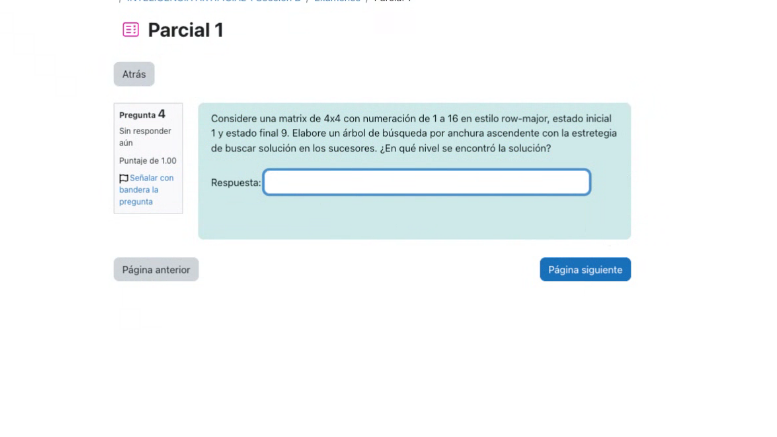 Parcial 1
Atrás
Pregunta 4
Sin responder
aún
Puntaje de 1.00
Señalar con
bandera la
pregunta
Considere una matrix de 4x4 con numeración de 1 a 16 en estilo row-major, estado inicial
1 y estado final 9. Elabore un árbol de búsqueda por anchura ascendente con la estretegia
de buscar solución en los sucesores. ¿En qué nivel se encontró la solución?
Respuesta:
Página anterior
Página siguiente